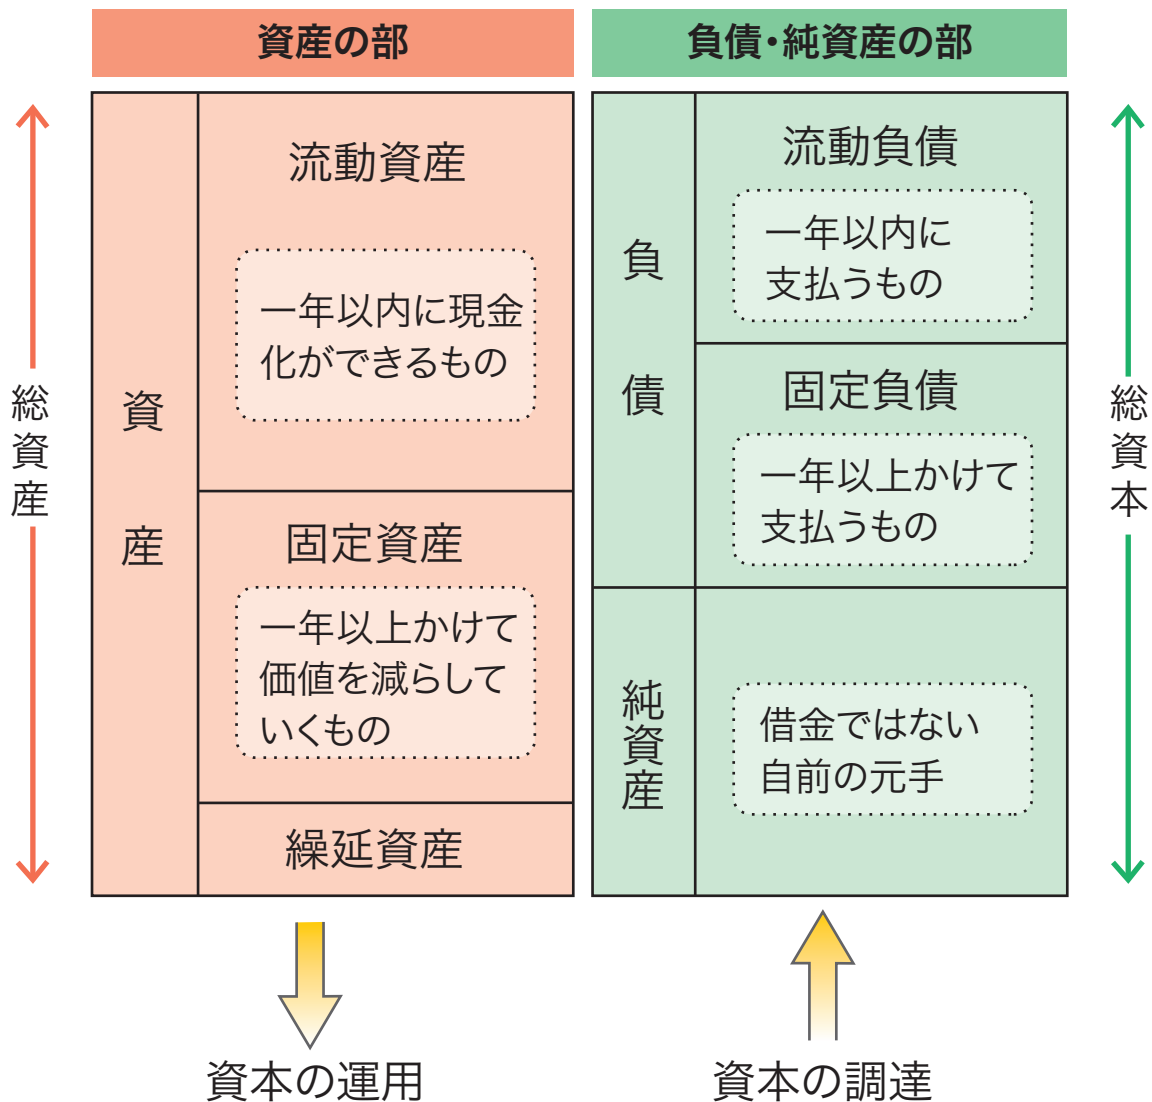 資産の部
負債・純資産の部
総資産
資産
流動資産
一年以内に現金
化ができるもの
固定資産
一年以上かけて
価値を減らして
いくもの
繰延資産
負債
流動負債
一年以内に
支払うもの
固定負債
一年以上かけて
支払うもの
純資産
借金ではない
自前の元手
総資本
資本の運用
資本の調達